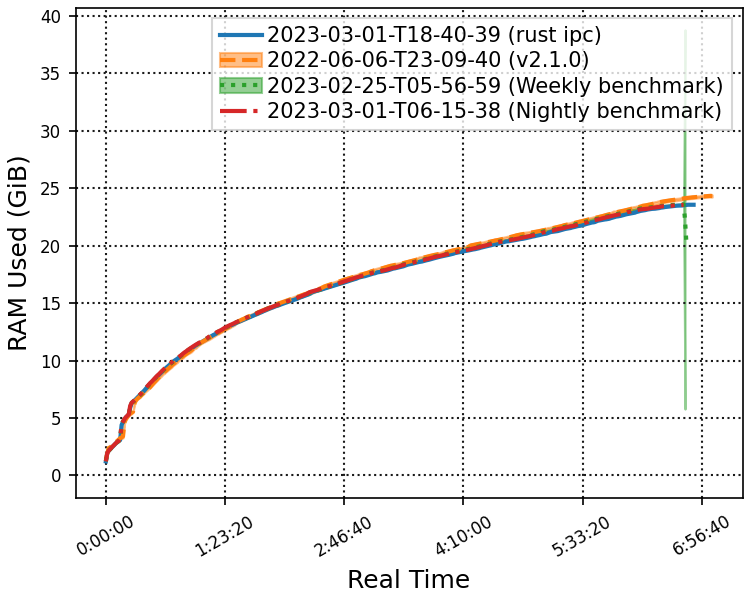 40
35
30
25
20
15
10
5
0
RAM Used (GiB)
2023-03-01-T18-40-39 (rust ipc)
2022-06-06-T23-09-40 (v2.1.0)
2023-02-25-T05-56-59 (Weekly benchmark)
2023-03-01-T06-15-38 (Nightly benchmark)
0:00:00
1:23:20
2:46:40
4:10:00
5:33:20
6:56:40
Real Time